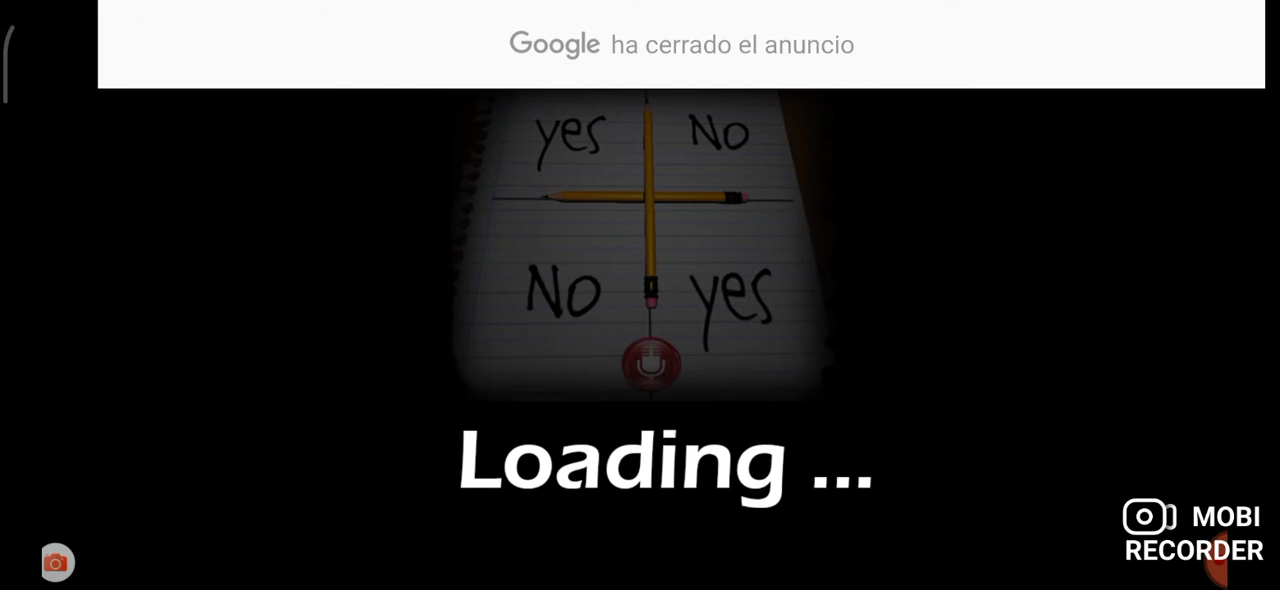 Google ha cerrado el anuncio
yes No
No yes
Loading ...
MOBI
RECORDER